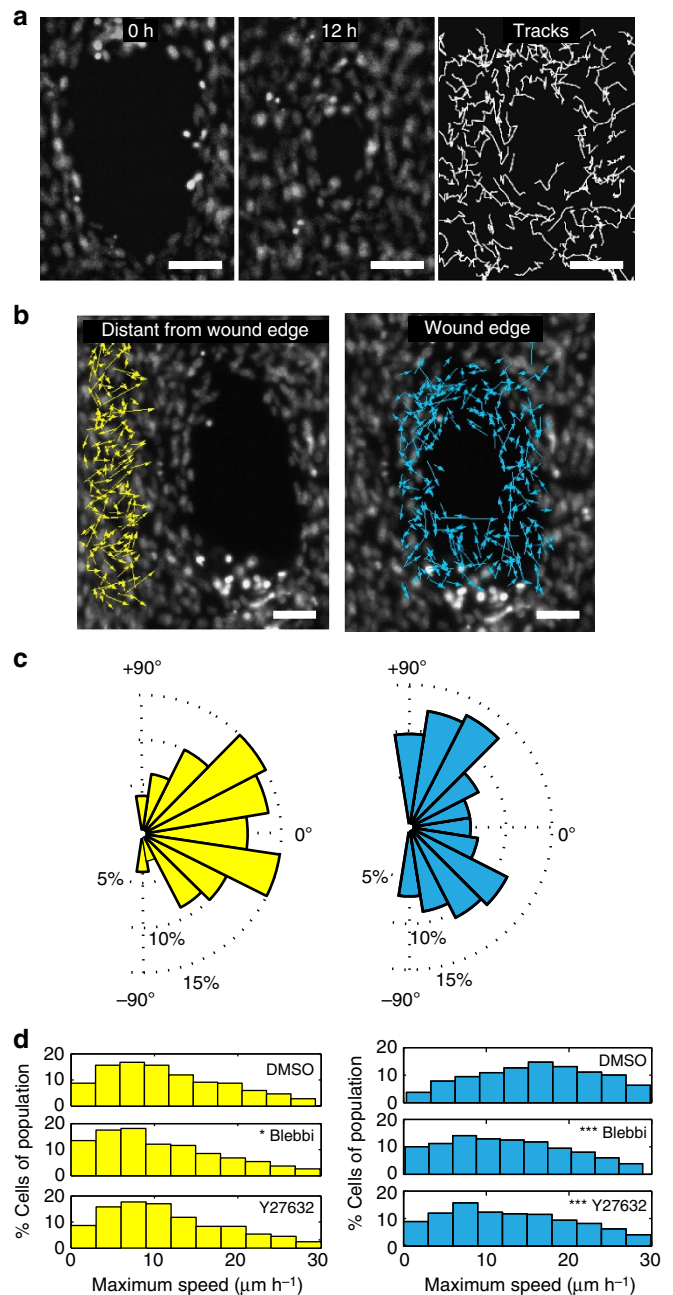 a
0 h
12 h
Tracks
b
Distant from wound edge
Wound edge
c
+90°
0°
5%
10%
15%
−90°
+90°
0°
5%
10%
15%
−90°
d
% Cells of population
20
10
0
DMSO
20
10
0
* Blebbi
20
10
0
Y27632
0
10
20
30
Maximum speed (μm h⁻¹)
% Cells of population
20
10
0
DMSO
20
10
0
*** Blebbi
20
10
0
*** Y27632
0
10
20
30
Maximum speed (μm h⁻¹)